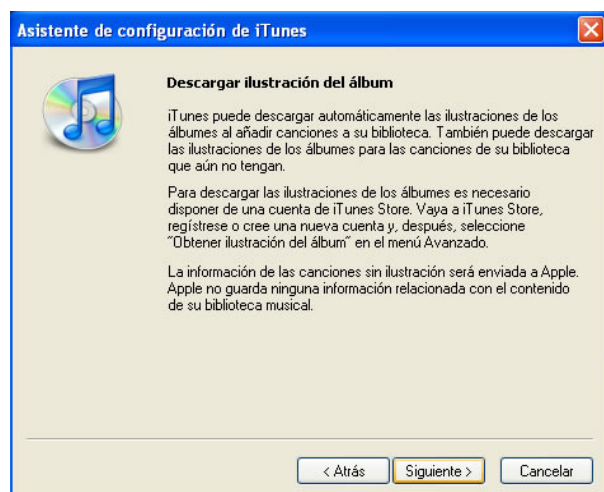 Asistente de configuración de iTunes
Descargar ilustración del álbum
iTunes puede descargar automáticamente las ilustraciones de los
álbumes al añadir canciones a su biblioteca. También puede descargar
las ilustraciones de los álbumes para las canciones de su biblioteca
que aún no tengan.
Para descargar las ilustraciones de los álbumes es necesario
disponer de una cuenta de iTunes Store. Vaya a iTunes Store,
regístrese o cree una nueva cuenta y, después, seleccione
"Obtener ilustración del álbum" en el menú Avanzado.
La información de las canciones sin ilustración será enviada a Apple.
Apple no guarda ninguna información relacionada con el contenido
de su biblioteca musical.
< Atrás Siguiente > Cancelar